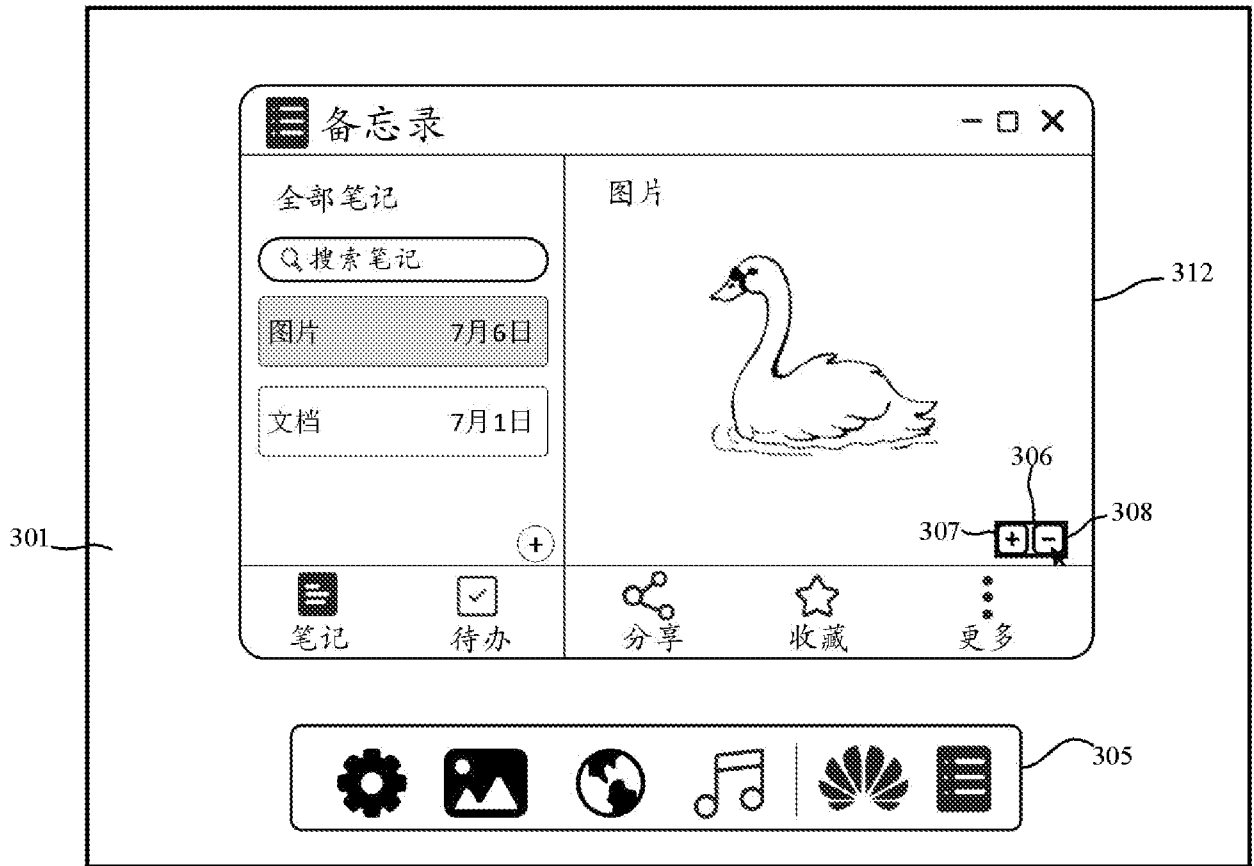 备忘录
全部笔记
搜索笔记
图片 7月6日
文档 7月1日
笔记 待办
图片
分享 收藏 更多
312
306
307
308
301
305